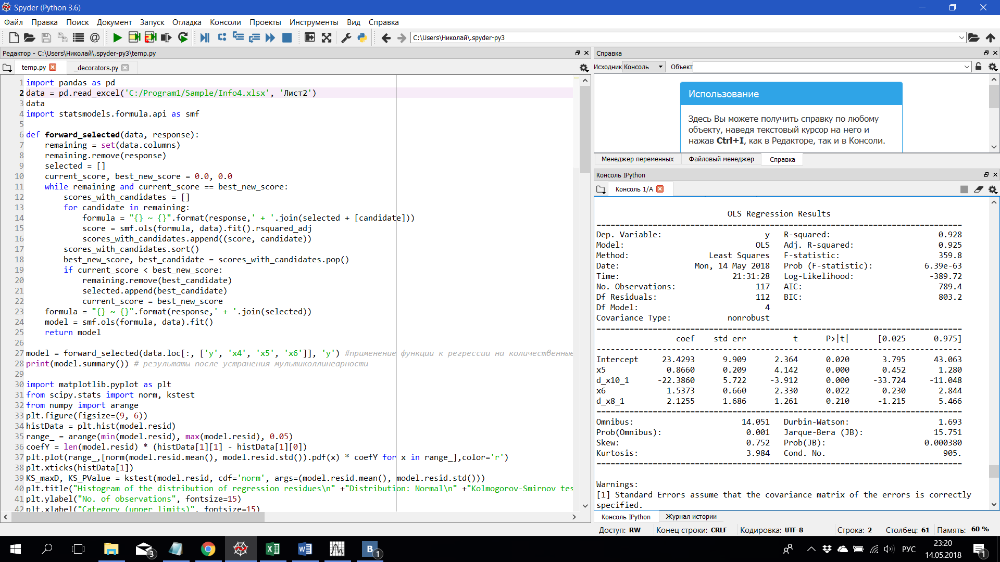 Spyder (Python 3.6)
Файл Правка Поиск Документ Запуск Отладка Консоли Проекты Инструменты Вид Справка
C:\Users\Николай\.spyder-py3
Редактор - C:\Users\Николай\.spyder-py3\temp.py
temp.py _decorators.py
1 import pandas as pd
2 data = pd.read_excel('C:/Program1/Sample/Info4.xlsx', 'Лист2')
3 data
4 import statsmodels.formula.api as smf
5
6 def forward_selected(data, response):
7 remaining = set(data.columns)
8 remaining.remove(response)
9 selected = []
10 current_score, best_new_score = 0.0, 0.0
11 while remaining and current_score == best_new_score:
12 scores_with_candidates = []
13 for candidate in remaining:
14 formula = "{} ~ {}".format(response,' + '.join(selected + [candidate]))
15 score = smf.ols(formula, data).fit().rsquared_adj
16 scores_with_candidates.append((score, candidate))
17 scores_with_candidates.sort()
18 best_new_score, best_candidate = scores_with_candidates.pop()
19 if current_score < best_new_score:
20 remaining.remove(best_candidate)
21 selected.append(best_candidate)
22 current_score = best_new_score
23 formula = "{} ~ {}".format(response,' + '.join(selected))
24 model = smf.ols(formula, data).fit()
25 return model
26
27 model = forward_selected(data.loc[:, ['y', 'x4', 'x5', 'x6']], 'y') #применение функции к регрессии на количественные
28 print(model.summary()) # результаты после устранения мультиколлинеарности
29
30 import matplotlib.pyplot as plt
31 from scipy.stats import norm, kstest
32 from numpy import arange
33 plt.figure(figsize=(9, 6))
34 histData = plt.hist(model.resid)
35 range_ = arange(min(model.resid), max(model.resid), 0.05)
36 coefY = len(model.resid) * (histData[1][1] - histData[1][0])
37 plt.plot(range_,[norm(model.resid.mean(), model.resid.std()).pdf(x) * coefY for x in range_],color='r')
38 plt.xticks(histData[1])
39 KS_maxD, KS_PValue = kstest(model.resid, cdf='norm', args=(model.resid.mean(), model.resid.std()))
40 plt.title("Histogram of the distribution of regression residues\n" +"Distribution: Normal\n" +"Kolmogorov-Smirnov tes
41 plt.ylabel("No. of observations", fontsize=15)
42 plt.xlabel("Category (upper limits)", fontsize=15)
Справка
Исходник Консоль Объект
Использование
Здесь Вы можете получить справку по любому
объекту, наведя текстовый курсор на него и
нажав Ctrl+I, как в Редакторе, так и в Консоли.
Менеджер переменных Файловый менеджер Справка
Консоль IPython
Консоль 1/A
OLS Regression Results
==============================================================================
Dep. Variable: y R-squared: 0.928
Model: OLS Adj. R-squared: 0.925
Method: Least Squares F-statistic: 359.8
Date: Mon, 14 May 2018 Prob (F-statistic): 6.39e-63
Time: 21:31:28 Log-Likelihood: -389.72
No. Observations: 117 AIC: 789.4
Df Residuals: 112 BIC: 803.2
Df Model: 4
Covariance Type: nonrobust
==============================================================================
coef std err t P>|t| [0.025 0.975]
------------------------------------------------------------------------------
Intercept 23.4293 9.909 2.364 0.020 3.795 43.063
x5 0.8660 0.209 4.142 0.000 0.452 1.280
d_x10_1 -22.3860 5.722 -3.912 0.000 -33.724 -11.048
x6 1.5373 0.660 2.330 0.022 0.230 2.844
d_x8_1 2.1255 1.686 1.261 0.210 -1.215 5.466
==============================================================================
Omnibus: 14.051 Durbin-Watson: 1.693
Prob(Omnibus): 0.001 Jarque-Bera (JB): 15.751
Skew: 0.752 Prob(JB): 0.000380
Kurtosis: 3.984 Cond. No. 905.
==============================================================================
Warnings:
[1] Standard Errors assume that the covariance matrix of the errors is correctly
specified.
Консоль IPython Журнал истории
Доступ: RW Конец строки: CRLF Кодировка: UTF-8 Строка: 2 Столбец: 61 Память: 60 %
3
B 1
РУС
23:20
14.05.2018
1